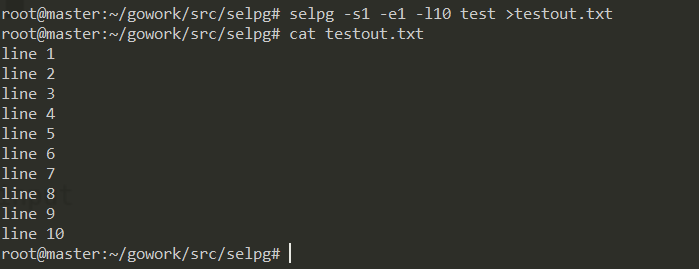 root@master:~/gowork/src/selpg# selpg -s1 -e1 -l10 test >testout.txt
root@master:~/gowork/src/selpg# cat testout.txt
line 1
line 2
line 3
line 4
line 5
line 6
line 7
line 8
line 9
line 10
root@master:~/gowork/src/selpg#